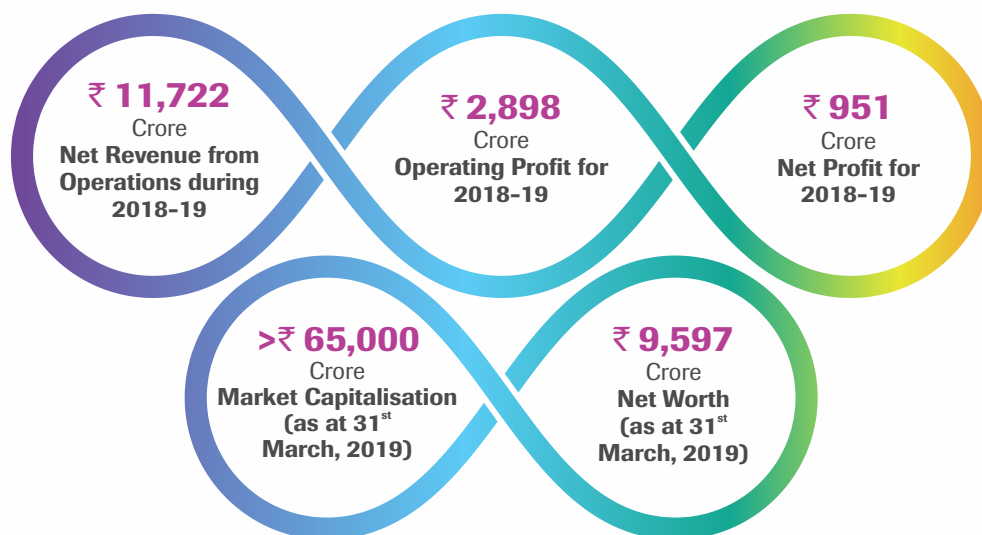 ₹ 11,722
Crore
Net Revenue from
Operations during
2018-19
₹ 2,898
Crore
Operating Profit for
2018-19
₹ 951
Crore
Net Profit for
2018-19
>₹ 65,000
Crore
Market Capitalisation
(as at 31st
March, 2019)
₹ 9,597
Crore
Net Worth
(as at 31st
March, 2019)